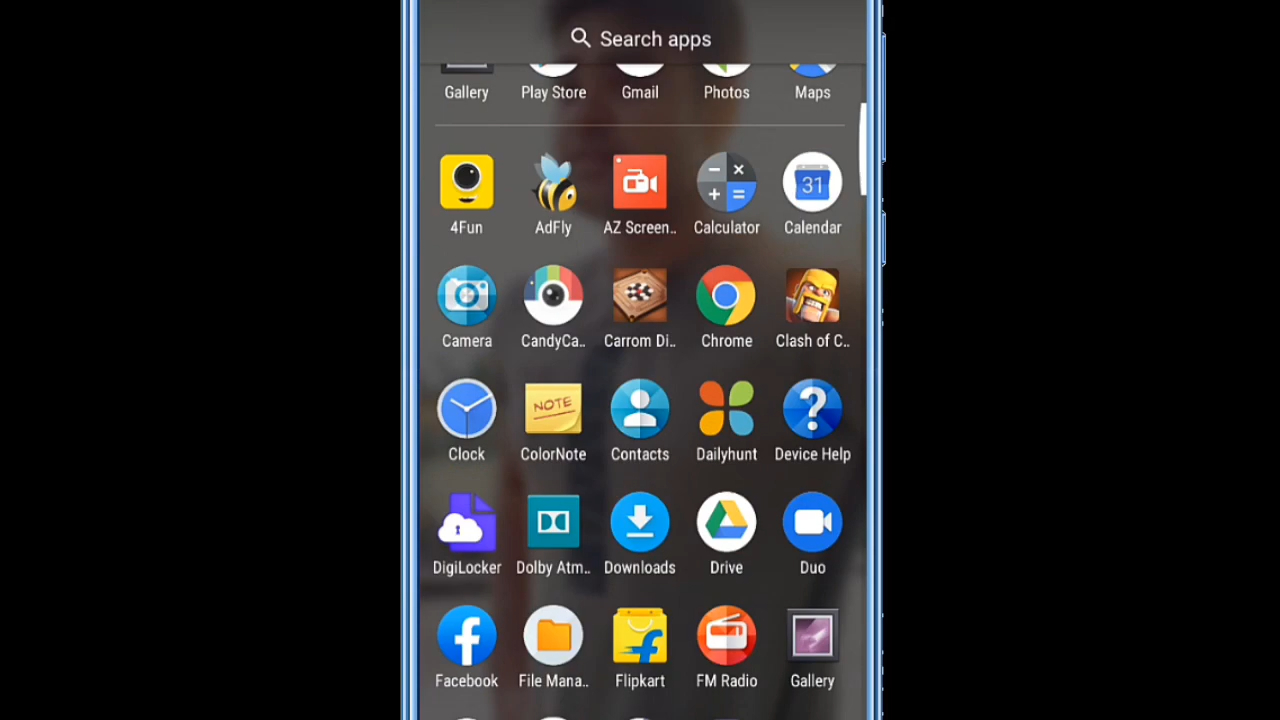 Search apps
Gallery Play Store Gmail Photos Maps
4Fun AdFly AZ Screen.. Calculator Calendar
31
Camera CandyCa.. Carrom Di.. Chrome Clash of C..
NOTE
Clock ColorNote Contacts Dailyhunt Device Help
DigiLocker Dolby Atm.. Downloads Drive Duo
Facebook File Mana.. Flipkart FM Radio Gallery